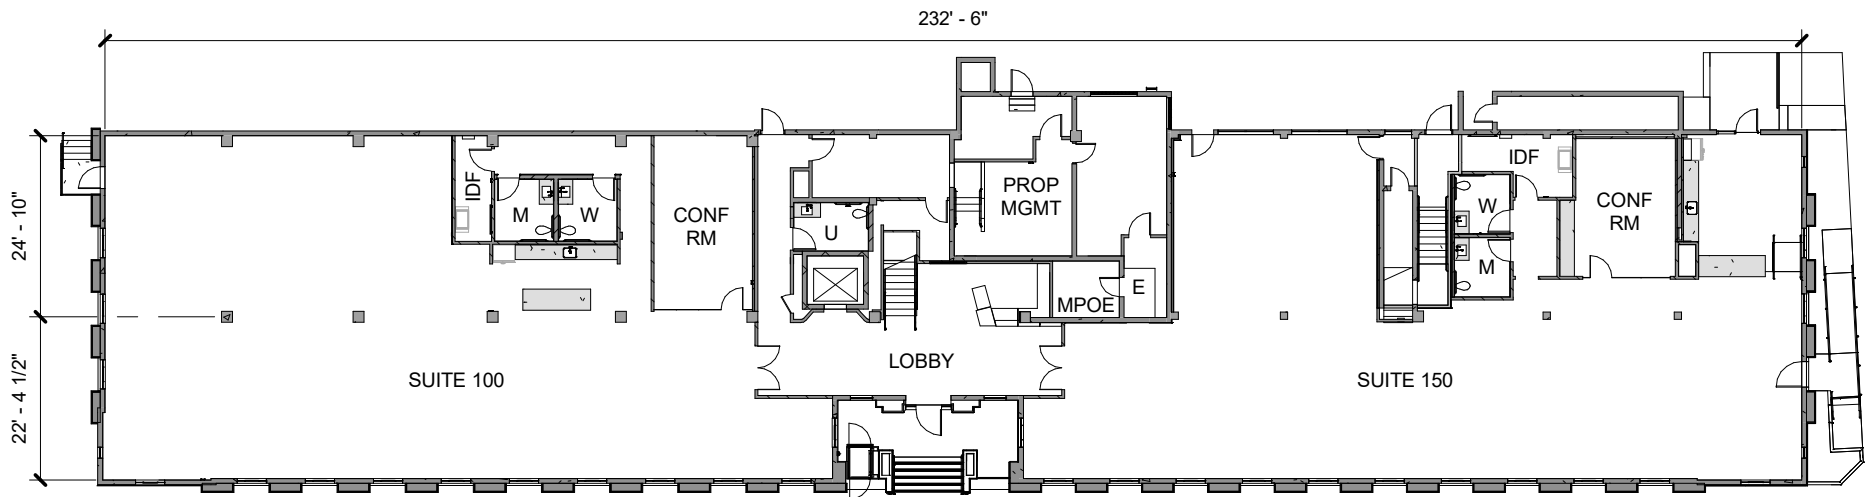 232' - 6"
24' - 10"
22' - 4 1/2"
IDF
M
W
CONF
RM
U
PROP
MGMT
MPOE
E
LOBBY
SUITE 100
IDF
W
M
CONF
RM
SUITE 150